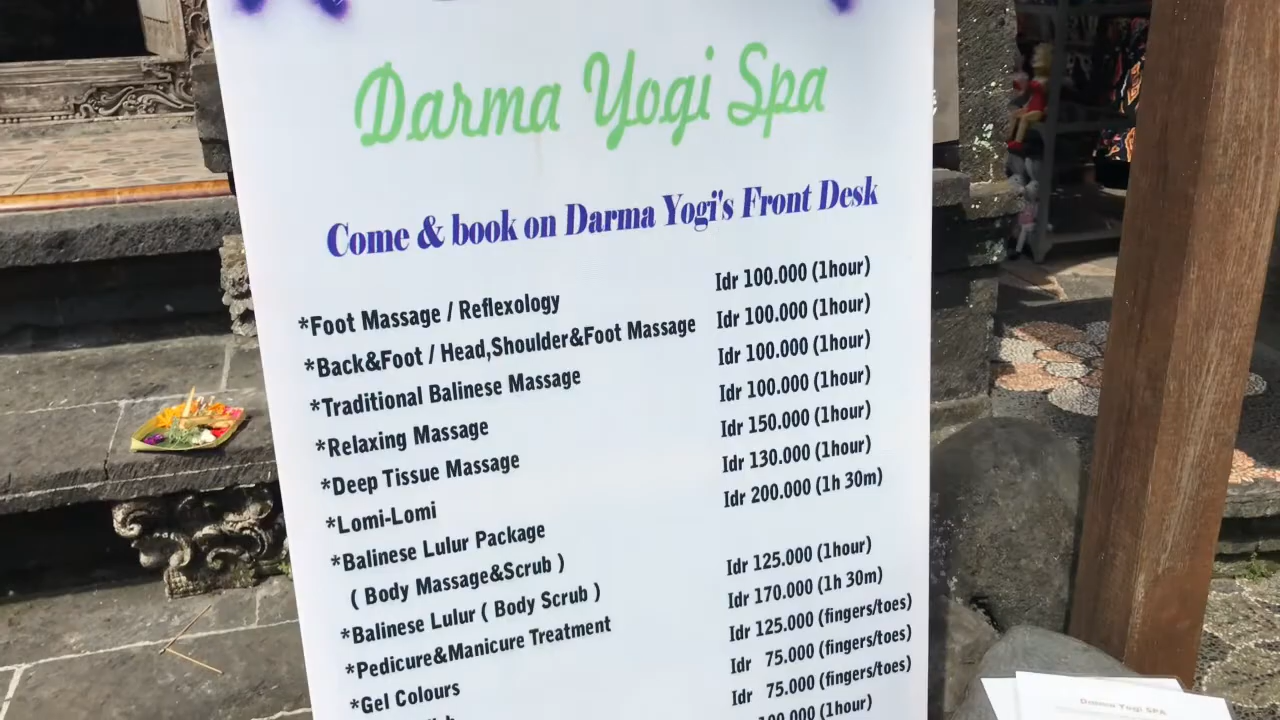 Darma Yogi Spa
Come & book on Darma Yogi's Front Desk
*Foot Massage / Reflexology Idr 100.000 (1hour)
*Back&Foot / Head,Shoulder&Foot Massage Idr 100.000 (1hour)
*Traditional Balinese Massage Idr 100.000 (1hour)
*Relaxing Massage Idr 100.000 (1hour)
*Deep Tissue Massage Idr 150.000 (1hour)
*Lomi-Lomi Idr 130.000 (1hour)
*Balinese Lulur Package Idr 200.000 (1h 30m)
( Body Massage&Scrub )
*Balinese Lulur ( Body Scrub ) Idr 125.000 (1hour)
*Pedicure&Manicure Treatment Idr 170.000 (1h 30m)
*Gel Colours Idr 125.000 (fingers/toes)
Idr 75.000 (fingers/toes)
Idr 75.000 (fingers/toes)
(1hour)
Darma Yogi SPA